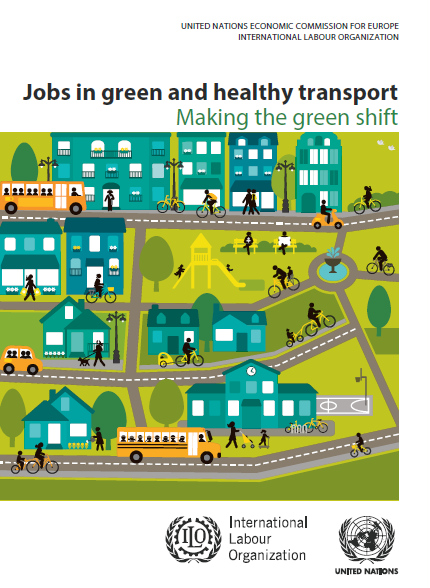 UNITED NATIONS ECONOMIC COMMISSION FOR EUROPE
INTERNATIONAL LABOUR ORGANIZATION
Jobs in green and healthy transport
Making the green shift
ILO
International
Labour
Organization
UNITED NATIONS